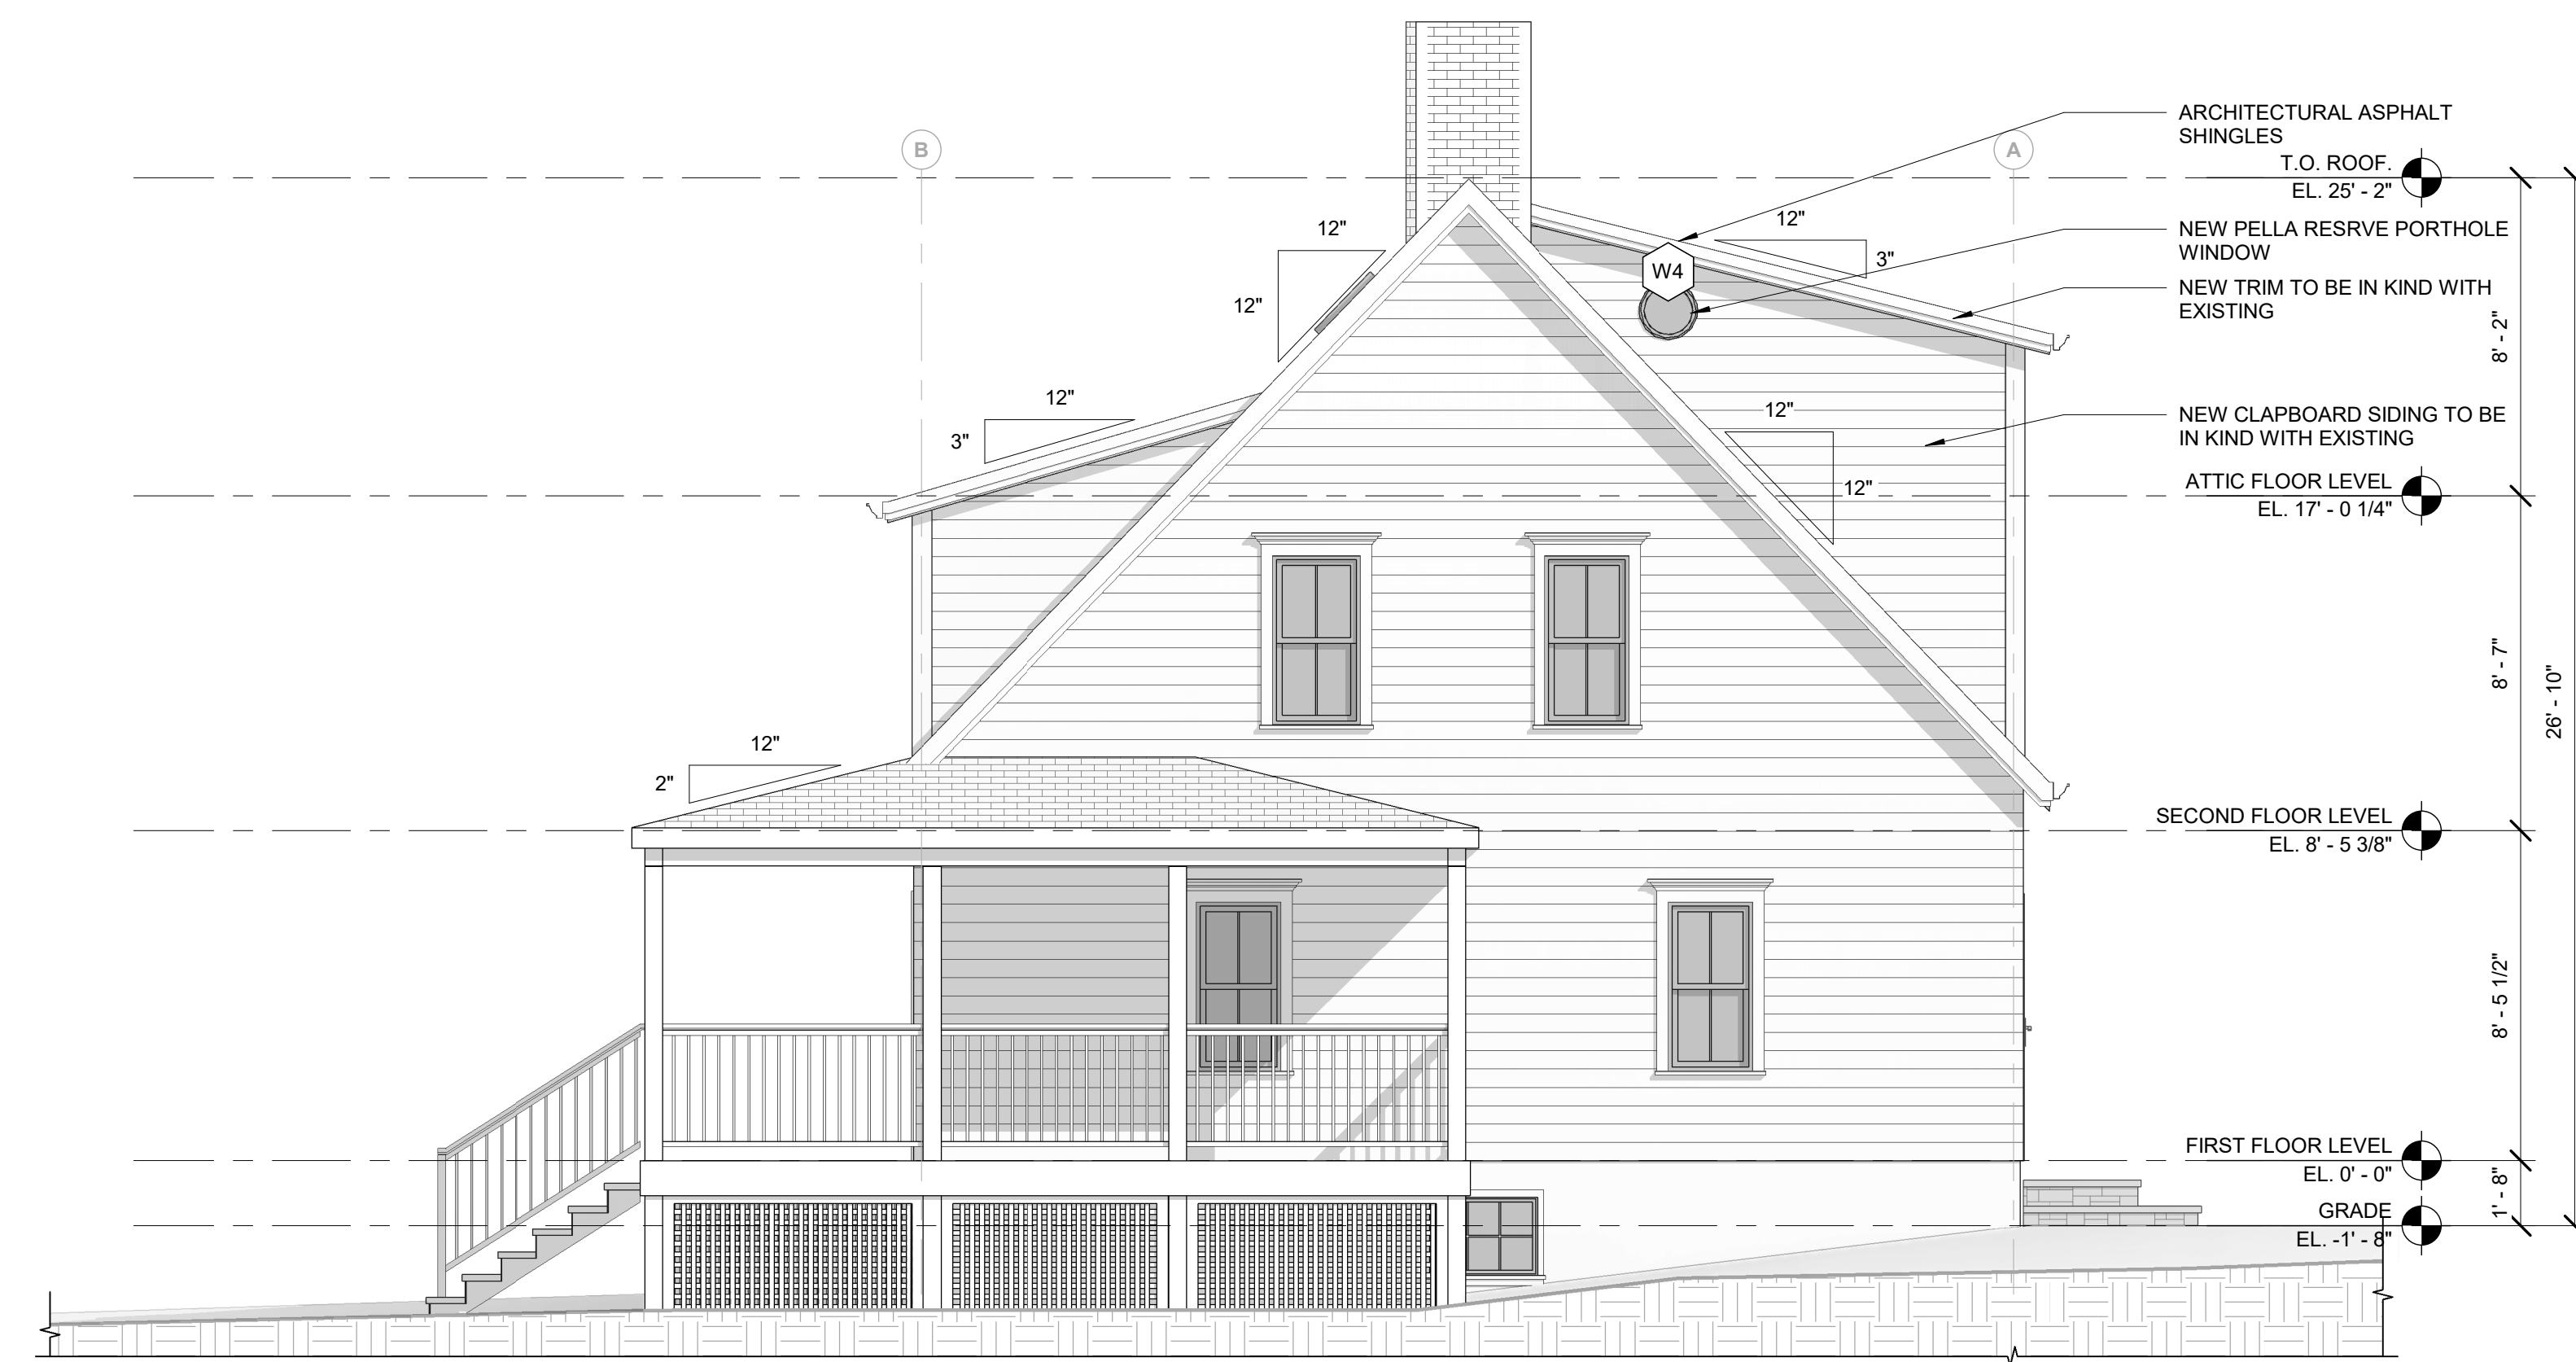 ARCHITECTURAL ASPHALT
SHINGLES
B
A
T.O. ROOF.
EL. 25' - 2"
12"
12"
NEW PELLA RESRVE PORTHOLE
WINDOW
3"
W4
NEW TRIM TO BE IN KIND WITH
EXISTING
12"
8' - 2"
12"
12"
NEW CLAPBOARD SIDING TO BE
IN KIND WITH EXISTING
3"
ATTIC FLOOR LEVEL
EL. 17' - 0 1/4"
12"
8' - 7"
26' - 10"
12"
2"
SECOND FLOOR LEVEL
EL. 8' - 5 3/8"
8' - 5 1/2"
FIRST FLOOR LEVEL
EL. 0' - 0"
1' - 8"
GRADE
EL. -1' - 8"